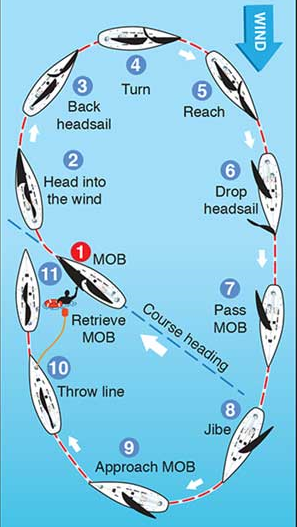 WIND
4
Turn
3
Back
headsail
5
Reach
2
Head into
the wind
6
Drop
headsail
1
MOB
11
Retrieve
MOB
Course heading
7
Pass
MOB
10
Throw line
8
Jibe
9
Approach MOB